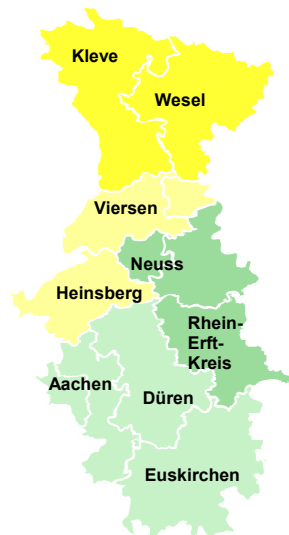 Kleve
Wesel
Viersen
Neuss
Heinsberg
Rhein-
Erft-
Kreis
Aachen
Düren
Euskirchen